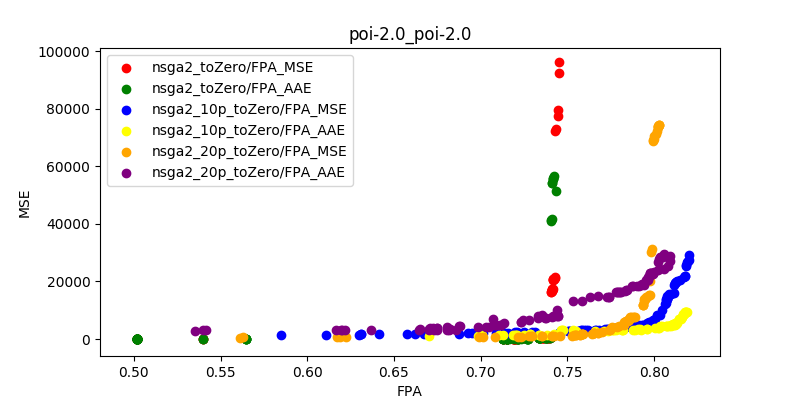 poi-2.0_poi-2.0
100000
80000
60000
40000
20000
0
MSE
nsga2_toZero/FPA_MSE
nsga2_toZero/FPA_AAE
nsga2_10p_toZero/FPA_MSE
nsga2_10p_toZero/FPA_AAE
nsga2_20p_toZero/FPA_MSE
nsga2_20p_toZero/FPA_AAE
0.50 0.55 0.60 0.65 0.70 0.75 0.80
FPA